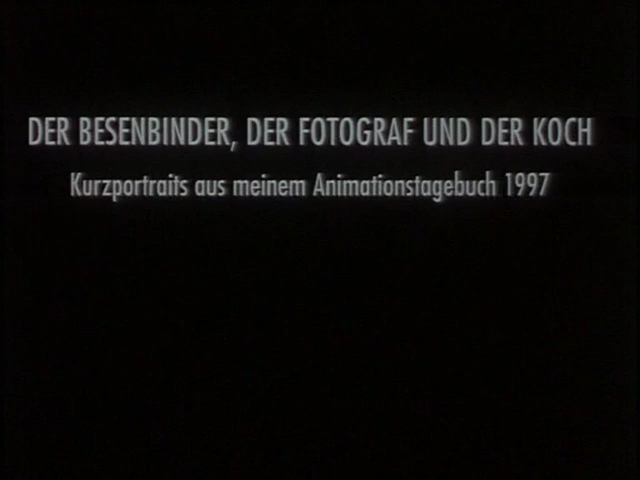 DER BESENBINDER, DER FOTOGRAF UND DER KOCH
Kurzportraits aus meinem Animationstagebuch 1997